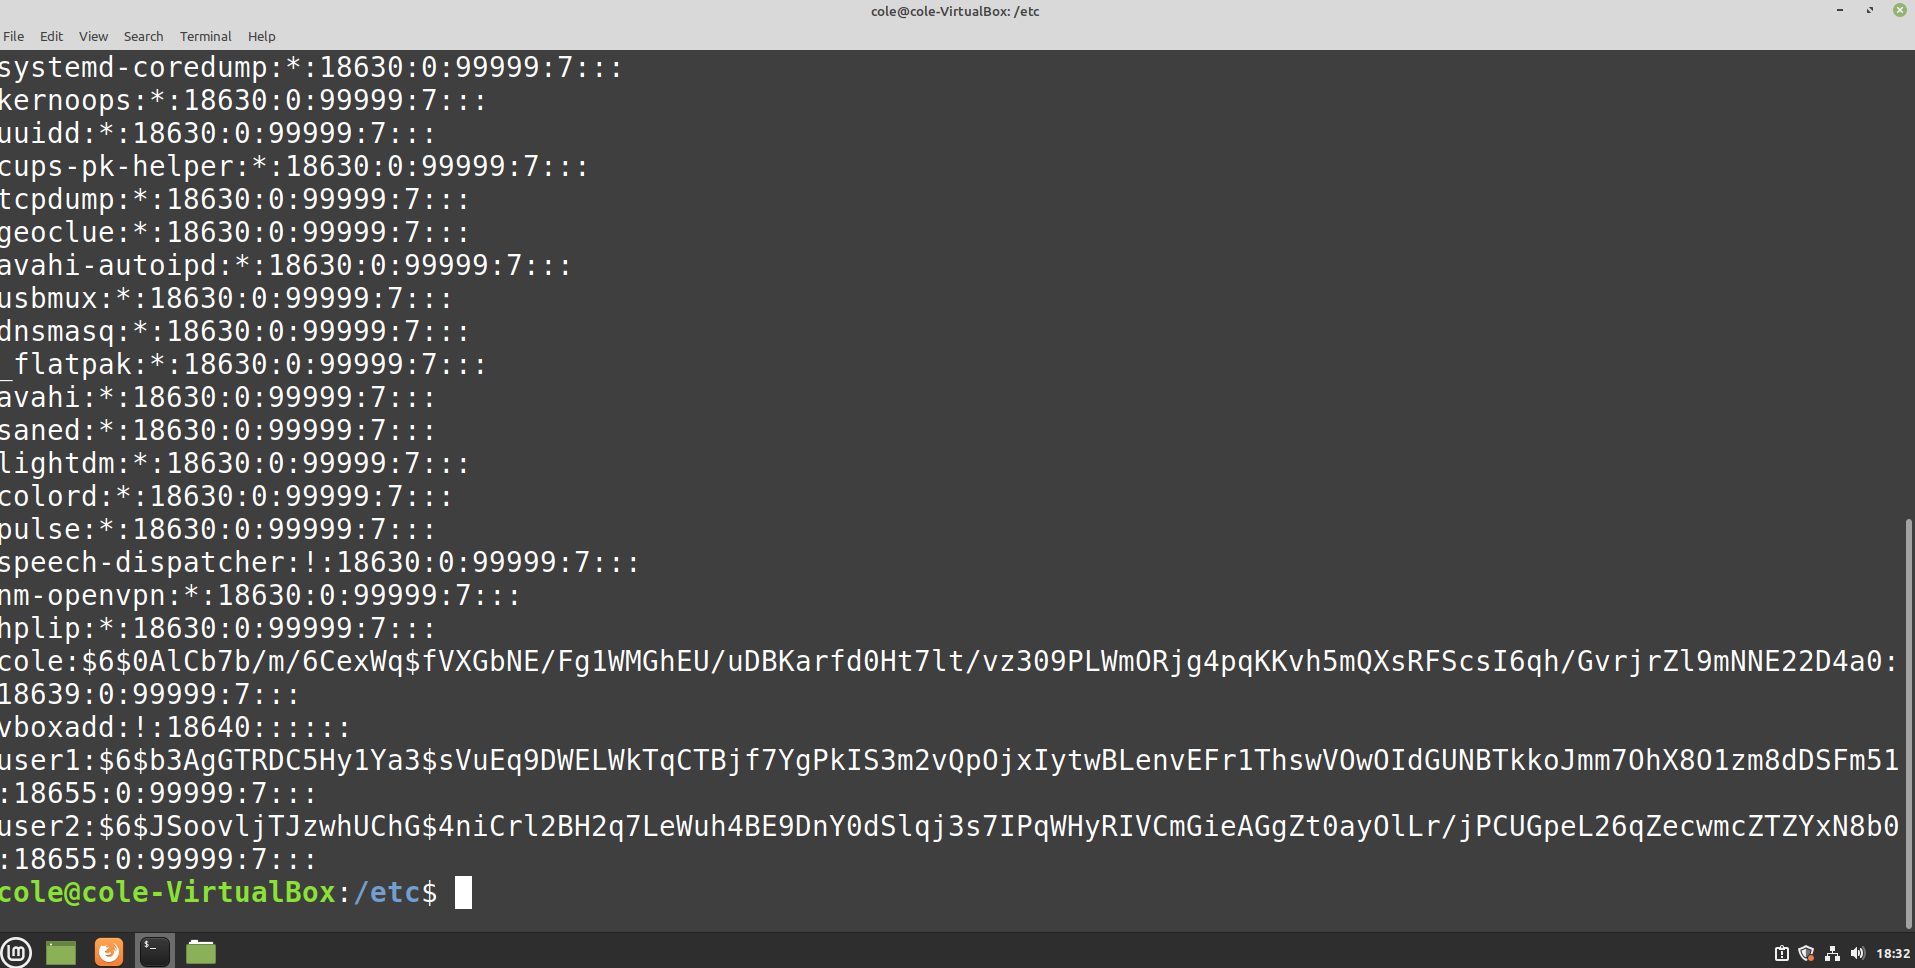 cole@cole-VirtualBox: /etc
File Edit View Search Terminal Help
systemd-coredump:*:18630:0:99999:7:::
kernoops:*:18630:0:99999:7:::
uuidd:*:18630:0:99999:7:::
cups-pk-helper:*:18630:0:99999:7:::
tcpdump:*:18630:0:99999:7:::
geoclue:*:18630:0:99999:7:::
avahi-autoipd:*:18630:0:99999:7:::
usbmux:*:18630:0:99999:7:::
dnsmasq:*:18630:0:99999:7:::
_flatpak:*:18630:0:99999:7:::
avahi:*:18630:0:99999:7:::
saned:*:18630:0:99999:7:::
lightdm:*:18630:0:99999:7:::
colord:*:18630:0:99999:7:::
pulse:*:18630:0:99999:7:::
speech-dispatcher:!:18630:0:99999:7:::
nm-openvpn:*:18630:0:99999:7:::
hplip:*:18630:0:99999:7:::
cole:$6$0AlCb7b/m/6CexWq$fVXGbNE/Fg1WMGhEU/uDBKarfd0Ht7lt/vz309PLWmORjg4pqKKvh5mQXsRFScsI6qh/GvrjrZl9mNNE22D4a0:
18639:0:99999:7:::
vboxadd:!:18640::::::
user1:$6$b3AgGTRDC5Hy1Ya3$sVuEq9DWELWkTqCTBjf7YgPkIS3m2vQpOjxIytwBLenvEFr1ThswVOwOIdGUNBTkkoJmm7OhX8O1zm8dDSFm51
:18655:0:99999:7:::
user2:$6$JSoovljTJzwhUChG$4niCrl2BH2q7LeWuh4BE9DnY0dSlqj3s7IPqWHyRIVCmGieAGgZt0ayOlLr/jPCUGpeL26qZecwmcZTZYxN8b0
:18655:0:99999:7:::
cole@cole-VirtualBox:/etc$
18:32